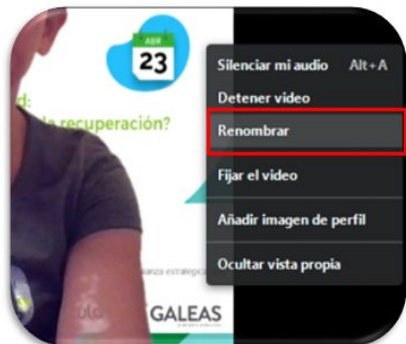 ABR
23
d:
la recuperación?
Silenciar mi audio Alt+A
Detener video
Renombrar
Fijar el video
Añadir imagen de perfil
Ocultar vista propia
GALEAS